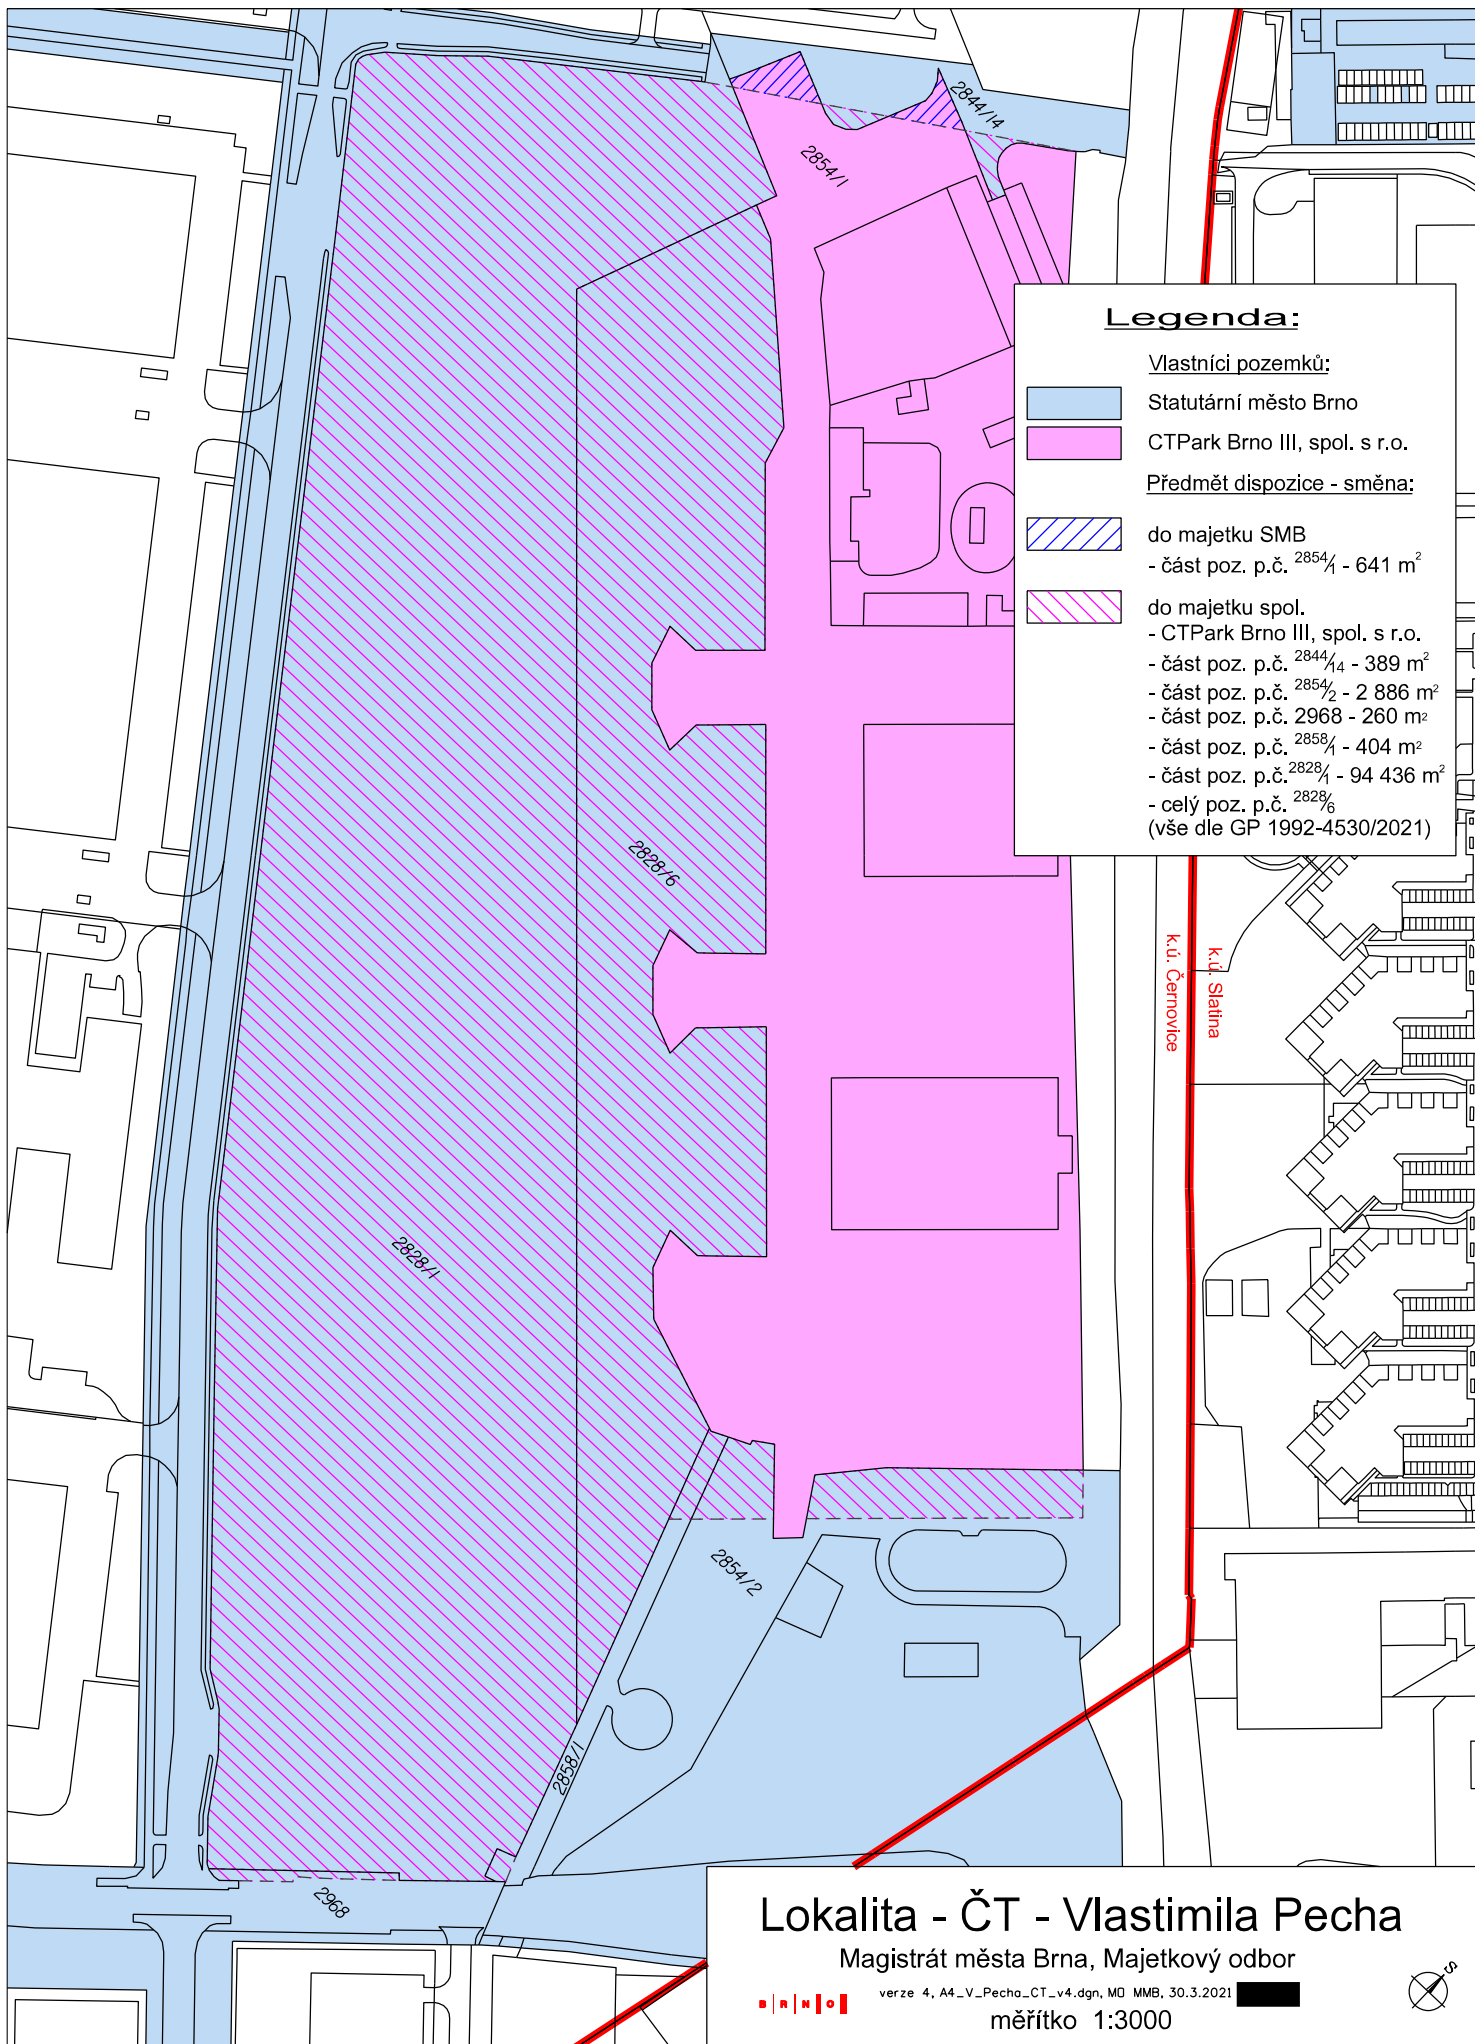 2844/14
2854/1
Legenda:
Vlastníci pozemků:
Statutární město Brno
CTPark Brno III, spol. s r.o.
Předmět dispozice - směna:
do majetku SMB
- část poz. p.č. 2854/1 - 641 m²
do majetku spol.
- CTPark Brno III, spol. s r.o.
- část poz. p.č. 2844/14 - 389 m²
- část poz. p.č. 2854/2 - 2 886 m²
- část poz. p.č. 2968 - 260 m²
- část poz. p.č. 2858/1 - 404 m²
- část poz. p.č. 2828/1 - 94 436 m²
- celý poz. p.č. 2828/6
(vše dle GP 1992-4530/2021)
2828/6
k.ú. Černovice
k.ú. Slatina
2828/1
2854/2
2858/1
2968
Lokalita - ČT - Vlastimila Pecha
Magistrát města Brna, Majetkový odbor
B R N O
verze 4, A4_V_Pecha_CT_v4.dgn, MO MMB, 30.3.2021
měřítko 1:3000
S